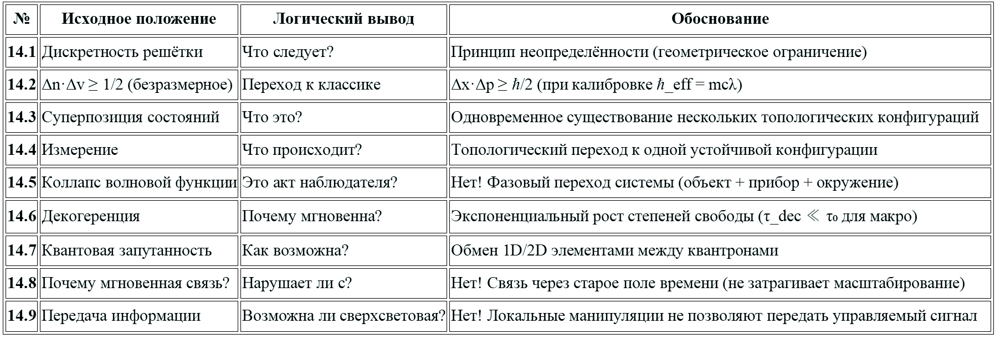 № Исходное положение Логический вывод Обоснование
14.1 Дискретность решётки Что следует? Принцип неопределённости (геометрическое ограничение)
14.2 Δn·Δv ≥ 1/2 (безразмерное) Переход к классике Δx·Δp ≥ ℏ/2 (при калибровке ℏ_eff = mcλ)
14.3 Суперпозиция состояний Что это? Одновременное существование нескольких топологических конфигураций
14.4 Измерение Что происходит? Топологический переход к одной устойчивой конфигурации
14.5 Коллапс волновой функции Это акт наблюдателя? Нет! Фазовый переход системы (объект + прибор + окружение)
14.6 Декогеренция Почему мгновенна? Экспоненциальный рост степеней свободы (τ_dec ≪ τ₀ для макро)
14.7 Квантовая запутанность Как возможна? Обмен 1D/2D элементами между квантронами
14.8 Почему мгновенная связь? Нарушает ли c? Нет! Связь через старое поле времени (не затрагивает масштабирование)
14.9 Передача информации Возможна ли сверхсветовая? Нет! Локальные манипуляции не позволяют передать управляемый сигнал